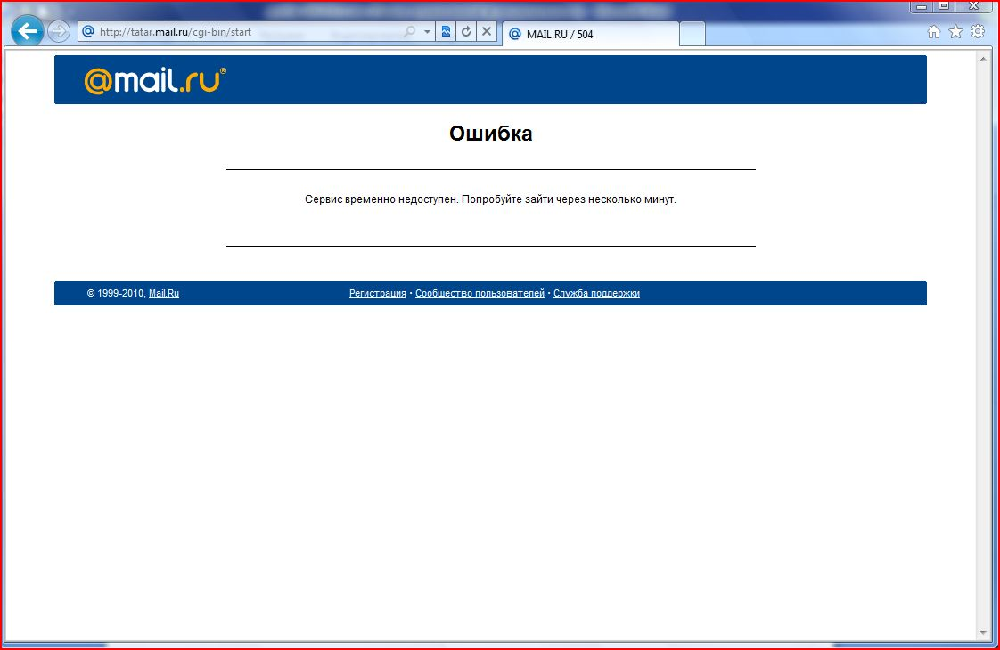 http://tatar.mail.ru/cgi-bin/start
MAIL.RU / 504
@mail.ru®
Ошибка
Сервис временно недоступен. Попробуйте зайти через несколько минут.
© 1999-2010, Mail.Ru
Регистрация · Сообщество пользователей · Служба поддержки